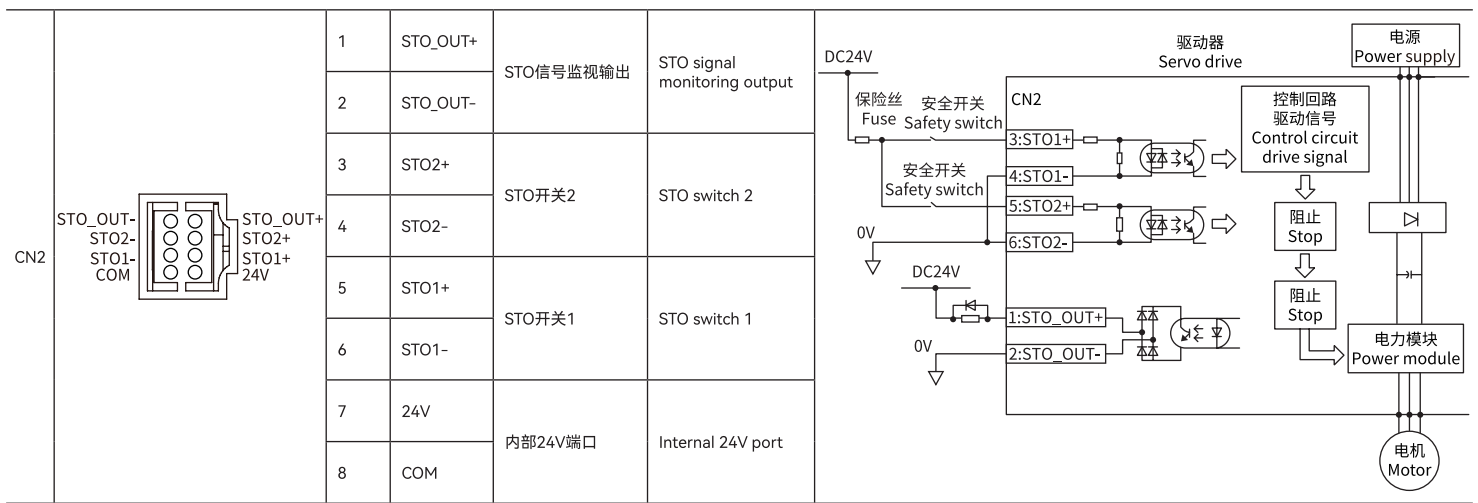 CN2
STO_OUT-
STO2-
STO1-
COM
STO_OUT+
STO2+
STO1+
24V
1
STO_OUT+
STO信号监视输出
STO signal
monitoring output
2
STO_OUT-
3
STO2+
STO开关2
STO switch 2
4
STO2-
5
STO1+
STO开关1
STO switch 1
6
STO1-
7
24V
内部24V端口
Internal 24V port
8
COM
DC24V
保险丝
Fuse
安全开关
Safety switch
安全开关
Safety switch
0V
DC24V
0V
驱动器
Servo drive
CN2
3:STO1+
4:STO1-
5:STO2+
6:STO2-
1:STO_OUT+
2:STO_OUT-
控制回路
驱动信号
Control circuit
drive signal
阻止
Stop
阻止
Stop
电源
Power supply
电力模块
Power module
电机
Motor